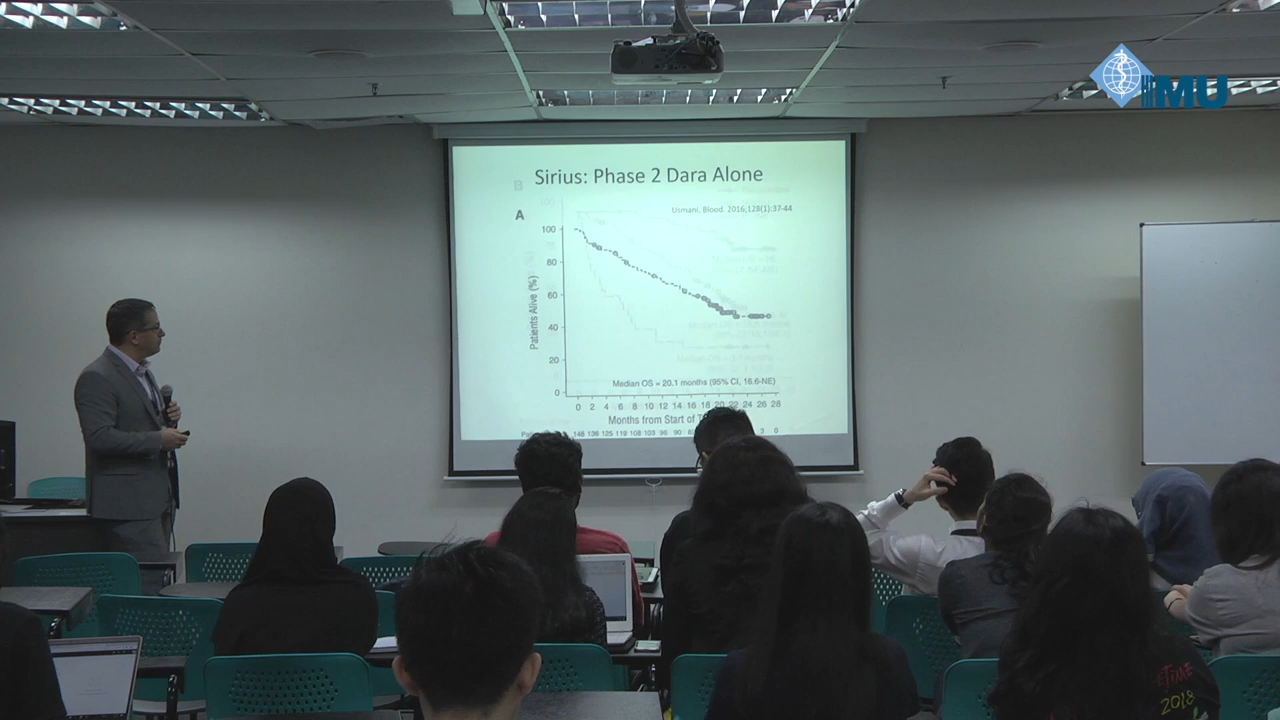 IMU
Sirius: Phase 2 Dara Alone
B
Usmani, Blood. 2016;128(1):37-44
A
100
80
60
40
20
0
Patients Alive (%)
Median OS = 20.1 months (95% CI, 16.6-NE)
0 2 4 6 8 10 12 14 16 18 20 22 24 26 28
Months from Start of
148 136 125 119 108 103 96 90 3 0
2018